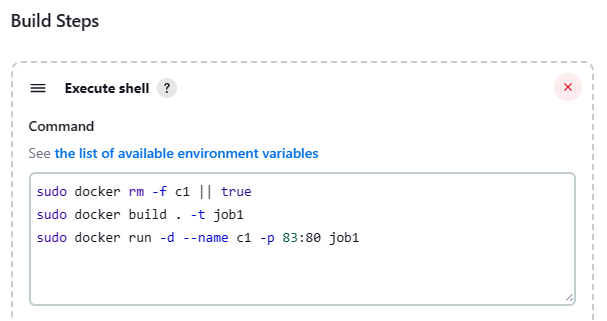 Build Steps
Execute shell ?
Command
See the list of available environment variables
sudo docker rm -f c1 || true
sudo docker build . -t job1
sudo docker run -d --name c1 -p 83:80 job1